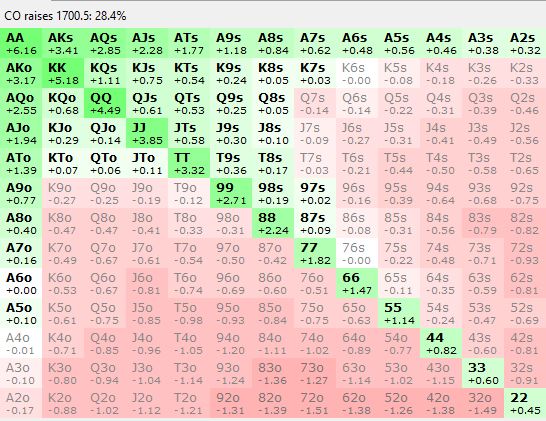 CO raises 1700.5: 28.4%
AA AKs AQs AJs ATs A9s A8s A7s A6s A5s A4s A3s A2s
+6.16 +3.41 +2.85 +2.28 +1.77 +1.18 +0.84 +0.62 +0.48 +0.56 +0.46 +0.38 +0.32
AKo KK KQs KJs KTs K9s K8s K7s K6s K5s K4s K3s K2s
+3.17 +5.18 +1.11 +0.75 +0.54 +0.24 +0.05 +0.03 -0.00 -0.08 -0.18 -0.26 -0.33
AQo KQo QQ QJs QTs Q9s Q8s Q7s Q6s Q5s Q4s Q3s Q2s
+2.55 +0.68 +4.49 +0.61 +0.53 +0.25 +0.05 -0.14 -0.14 -0.22 -0.31 -0.39 -0.46
AJo KJo QJo JJ JTs J9s J8s J7s J6s J5s J4s J3s J2s
+1.94 +0.29 +0.14 +3.85 +0.58 +0.30 +0.10 -0.09 -0.27 -0.31 -0.41 -0.49 -0.56
ATo KTo QTo JTo TT T9s T8s T7s T6s T5s T4s T3s T2s
+1.39 +0.07 +0.06 +0.11 +3.32 +0.36 +0.17 -0.03 -0.21 -0.44 -0.50 -0.58 -0.65
A9o K9o Q9o J9o T9o 99 98s 97s 96s 95s 94s 93s 92s
+0.77 -0.27 -0.25 -0.19 -0.12 +2.71 +0.19 +0.02 -0.16 -0.39 -0.64 -0.68 -0.75
A8o K8o Q8o J8o T8o 98o 88 87s 86s 85s 84s 83s 82s
+0.40 -0.47 -0.47 -0.41 -0.33 -0.31 +2.24 +0.09 -0.08 -0.31 -0.56 -0.79 -0.82
A7o K7o Q7o J7o T7o 97o 87o 77 76s 75s 74s 73s 72s
+0.16 -0.49 -0.67 -0.61 -0.54 -0.50 -0.42 +1.82 -0.00 -0.22 -0.48 -0.71 -0.93
A6o K6o Q6o J6o T6o 96o 86o 76o 66 65s 64s 63s 62s
+0.00 -0.53 -0.67 -0.81 -0.74 -0.69 -0.60 -0.51 +1.47 -0.11 -0.35 -0.59 -0.81
A5o K5o Q5o J5o T5o 95o 85o 75o 65o 55 54s 53s 52s
+0.10 -0.61 -0.75 -0.85 -0.98 -0.93 -0.84 -0.75 -0.63 +1.14 -0.24 -0.47 -0.69
A4o K4o Q4o J4o T4o 94o 84o 74o 64o 54o 44 43s 42s
-0.01 -0.71 -0.85 -0.96 -1.05 -1.20 -1.11 -1.02 -0.89 -0.77 +0.82 -0.60 -0.81
A3o K3o Q3o J3o T3o 93o 83o 73o 63o 53o 43o 33 32s
-0.10 -0.80 -0.94 -1.04 -1.14 -1.24 -1.36 -1.27 -1.14 -1.02 -1.15 +0.60 -0.91
A2o K2o Q2o J2o T2o 92o 82o 72o 62o 52o 42o 32o 22
-0.17 -0.88 -1.02 -1.12 -1.21 -1.31 -1.39 -1.51 -1.38 -1.26 -1.38 -1.49 +0.45